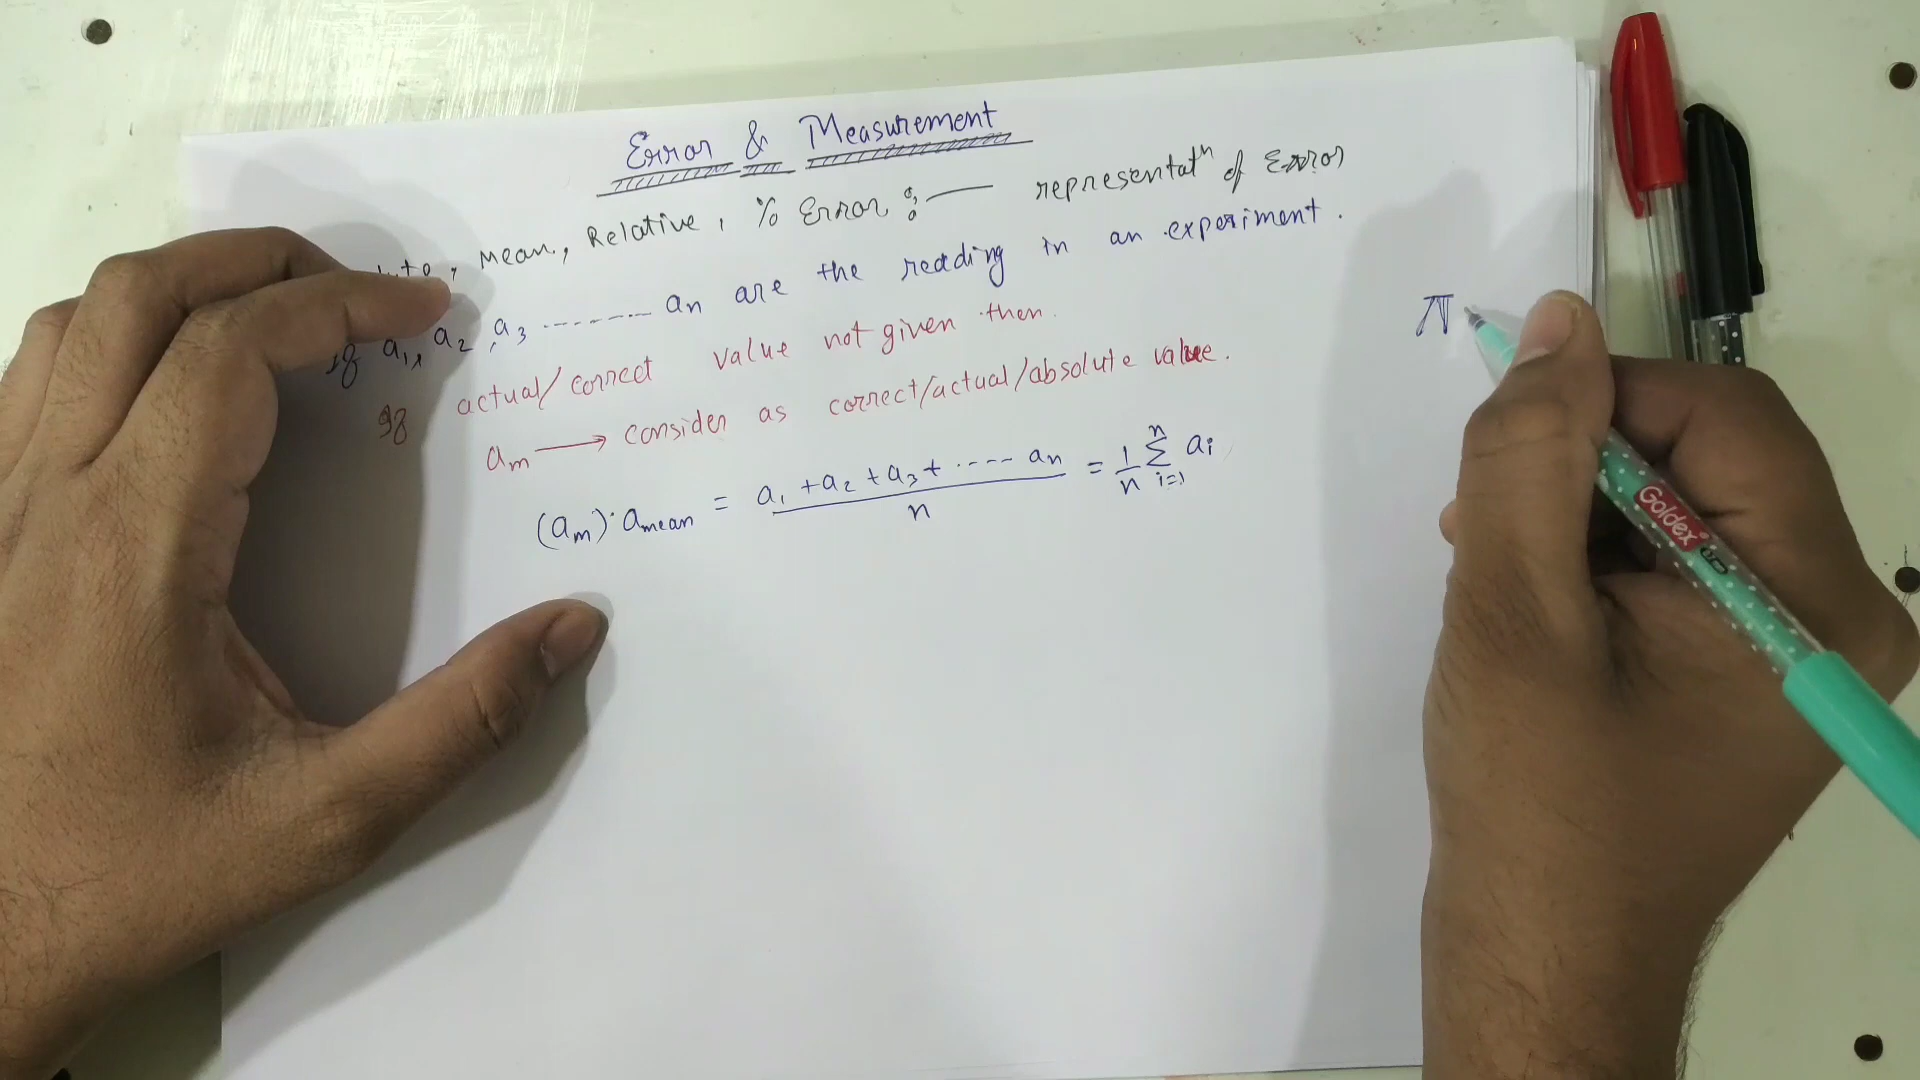 Error & Measurement
Mean, Relative, % Error :— representatⁿ of Error
If a₁, a₂, a₃ -------- an are the reading in an experiment.
If actual/correct value not given then.
am → consider as correct/actual/absolute value.
(am) amean = a₁ + a₂ + a₃ + ---- an / n = 1/n Σ i=1 n ai
π
Goldex